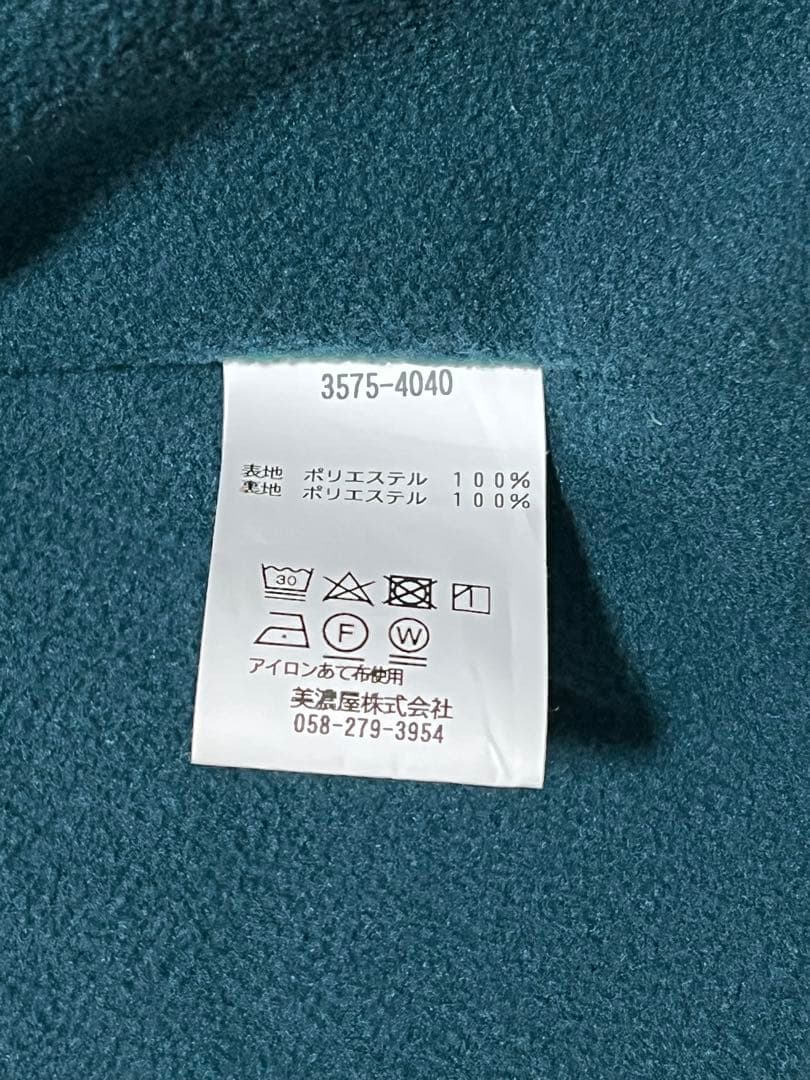 3575-4040
表地 ポリエステル 100%
裏地 ポリエステル 100%
30
F W
アイロンあて布使用
美濃屋株式会社
058-279-3954